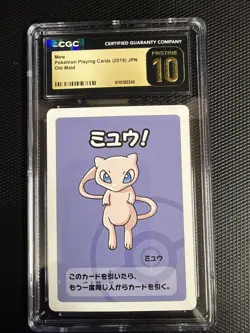 CGC
CERTIFIED GUARANTY COMPANY
Mew
Pokémon Playing Cards (2019) JPN
Old Maid
PRISTINE
10
ミュウ!
ミュウ
このカードを引いたら、
もう一度同じ人からカードを引く。